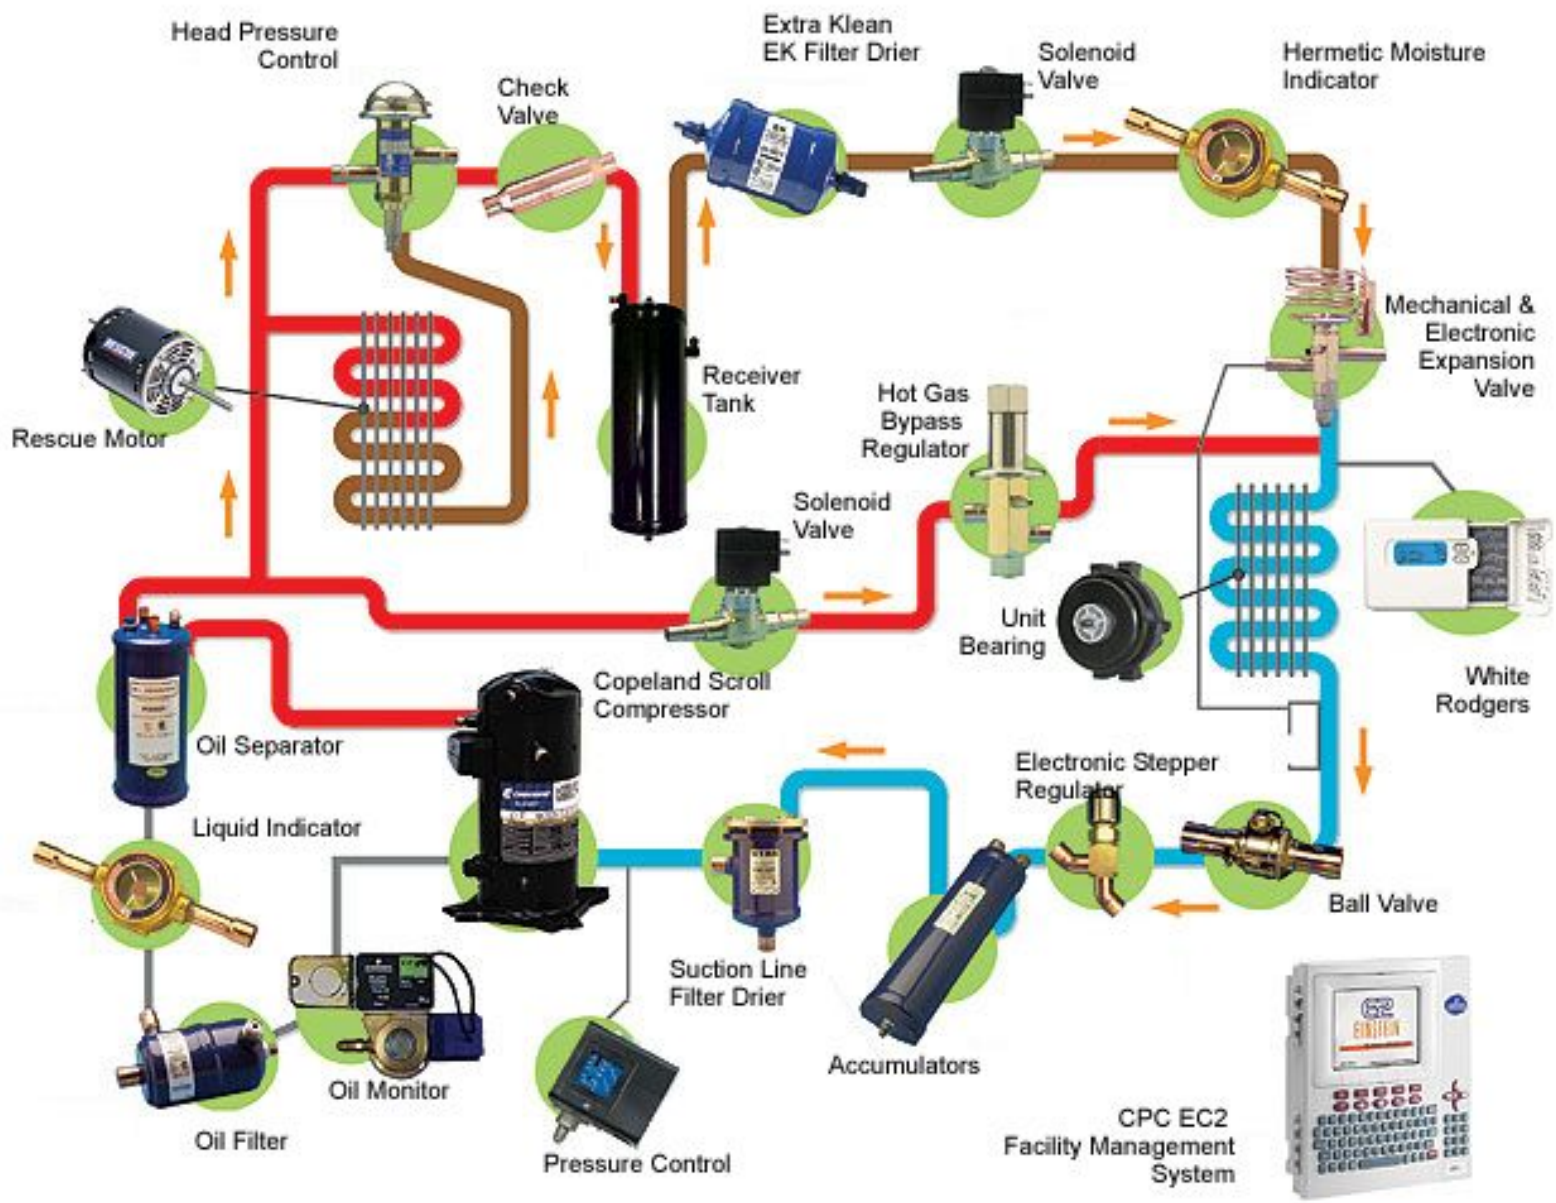 Head Pressure
Control
Check
Valve
Extra Klean
EK Filter Drier
Solenoid
Valve
Hermetic Moisture
Indicator
Mechanical &
Electronic
Expansion
Valve
Receiver
Tank
Hot Gas
Bypass
Regulator
Rescue Motor
Solenoid
Valve
Unit
Bearing
White
Rodgers
Copeland Scroll
Compressor
Oil Separator
Electronic Stepper
Regulator
Liquid Indicator
Ball Valve
Suction Line
Filter Drier
Accumulators
Oil Monitor
Oil Filter
Pressure Control
EINSTEIN
CPC EC2
Facility Management
System